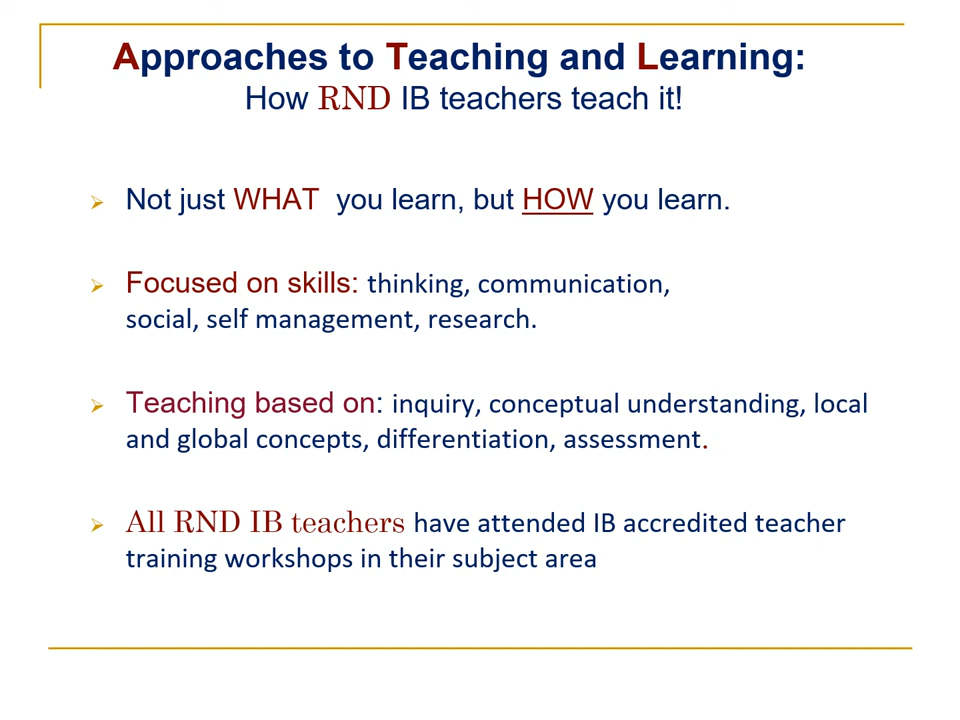 Approaches to Teaching and Learning:
How RND IB teachers teach it!
Not just WHAT you learn, but HOW you learn.
Focused on skills: thinking, communication,
social, self management, research.
Teaching based on: inquiry, conceptual understanding, local
and global concepts, differentiation, assessment.
All RND IB teachers have attended IB accredited teacher
training workshops in their subject area